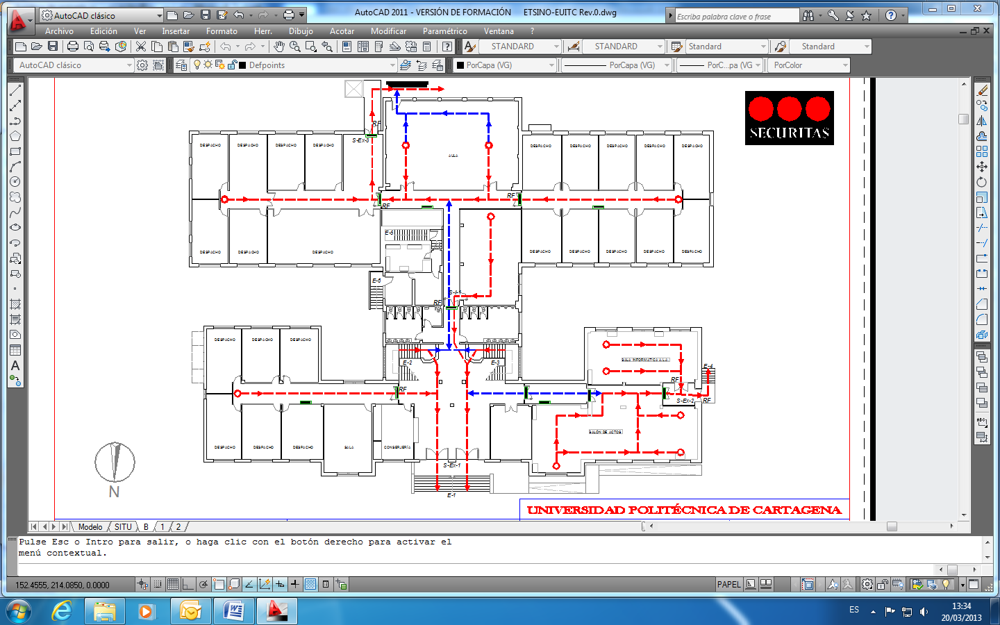 AutoCAD clásico
AutoCAD 2011 - VERSIÓN DE FORMACIÓN ETSINO-EUITC Rev.0.dwg
Escriba palabra clave o frase
Archivo Edición Ver Insertar Formato Herr. Dibujo Acotar Modificar Paramétrico Ventana ?
STANDARD STANDARD Standard Standard
AutoCAD clásico Defpoints PorCapa (VG) PorCapa (VG) PorC...pa (VG) PorColor
SECURITAS
RF
S-Ex-3
DESPACHO DESPACHO DESPACHO DESPACHO DESPACHO DESPACHO DESPACHO DESPACHO DESPACHO
AULA
RF RF
E-5
DESPACHO DESPACHO DESPACHO DESPACHO DESPACHO DESPACHO DESPACHO DESPACHO
E-6
S-I-1
RF
DESPACHO DESPACHO DESPACHO
E-2 E-3
SALA INFORMATICA A.L.A.
E-4
RF RF
S-Ex-2 RF
SALÓN DE ACTOS
DESPACHO DESPACHO DESPACHO SALA CONSERJERÍA
S-Ex-1
E-1
N
UNIVERSIDAD POLITÉCNICA DE CARTAGENA
Modelo SITU B 1 2
Pulse Esc o Intro para salir, o haga clic con el botón derecho para activar el
menú contextual.
152.4555, 214.0850, 0.0000
PAPEL
ES
13:34
20/03/2013